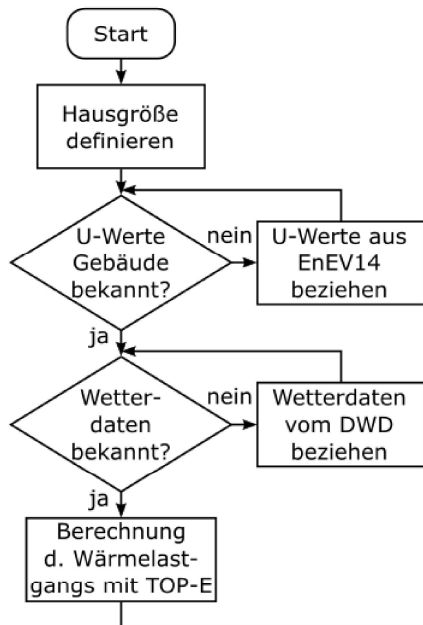 Start
Hausgröße
definieren
U-Werte
Gebäude
bekannt?
nein
U-Werte aus
EnEV14
beziehen
ja
Wetter-
daten
bekannt?
nein
Wetterdaten
vom DWD
beziehen
ja
Berechnung
d. Wärmelast-
gangs mit TOP-E